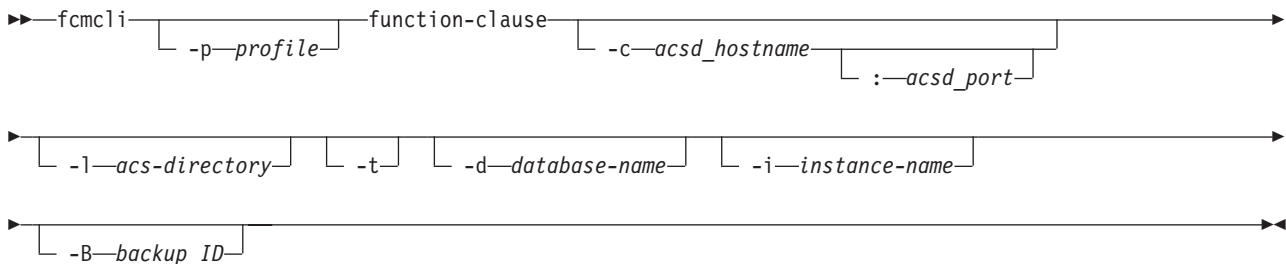 fcmcli function-clause
-p profile -c acsd_hostname
: acsd_port
-l acs-directory -t -d database-name -i instance-name
-B backup ID